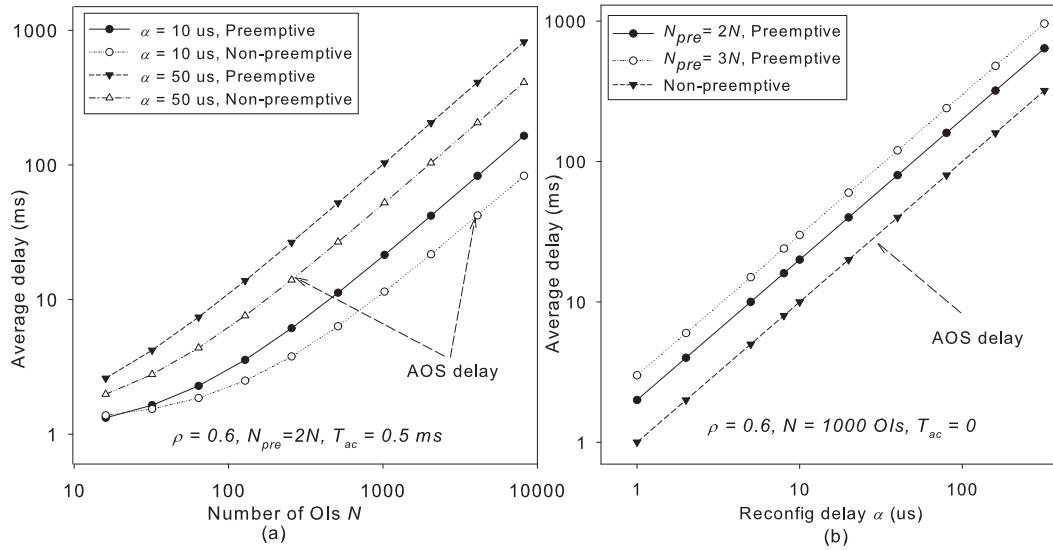 α = 10 us, Preemptive
α = 10 us, Non-preemptive
α = 50 us, Preemptive
α = 50 us, Non-preemptive
1000
100
10
1
Average delay (ms)
AOS delay
ρ = 0.6, N_pre=2N, T_ac = 0.5 ms
10
100
1000
10000
Number of OIs N
(a)
N_pre= 2N, Preemptive
N_pre= 3N, Preemptive
Non-preemptive
1000
100
10
1
Average delay (ms)
AOS delay
ρ = 0.6, N = 1000 OIs, T_ac = 0
1
10
100
Reconfig delay α (us)
(b)